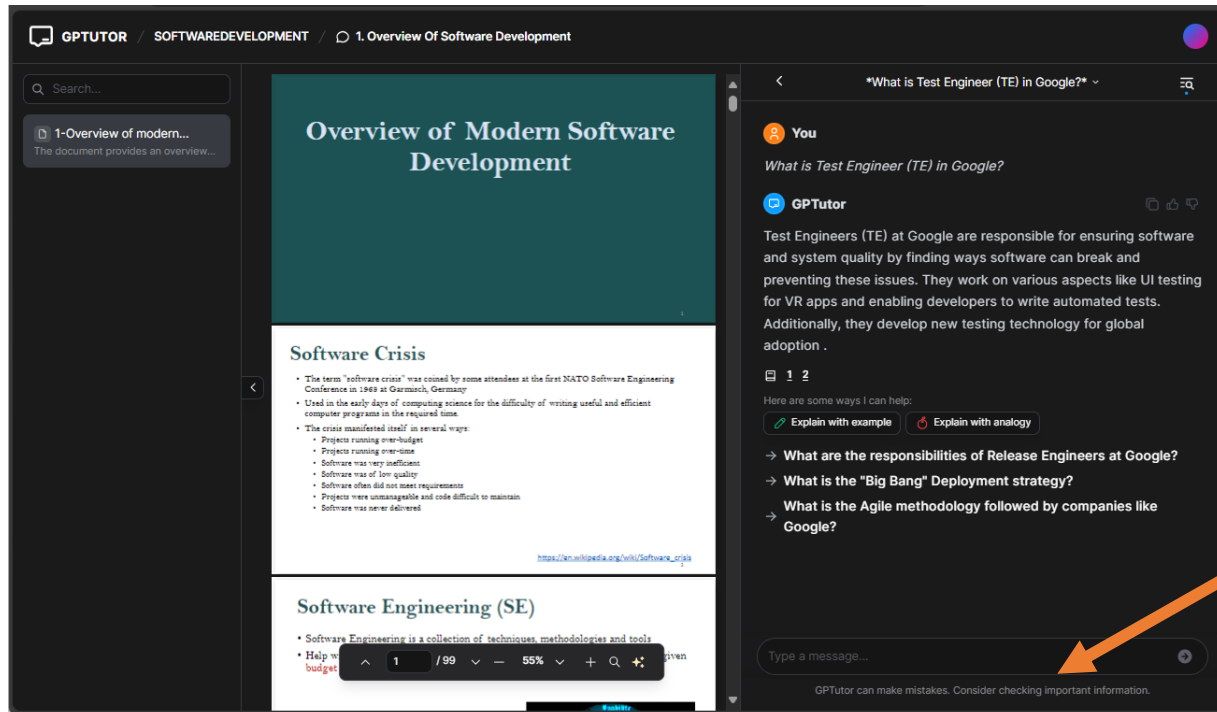 GPTUTOR / SOFTWAREDEVELOPMENT / 1. Overview Of Software Development
Search...
1-Overview of modern...
The document provides an overview...
Overview of Modern Software
Development
1
Software Crisis
• The term "software crisis" was coined by some attendees at the first NATO Software Engineering
Conference in 1968 at Garmisch, Germany
• Used in the early days of computing science for the difficulty of writing useful and efficient
computer programs in the required time.
• The crisis manifested itself in several ways:
• Projects running over-budget
• Projects running over-time
• Software was very inefficient
• Software was of low quality
• Software often did not meet requirements
• Projects were unmanageable and code difficult to maintain
• Software was never delivered
https://en.wikipedia.org/wiki/Software_crisis
Software Engineering (SE)
• Software Engineering is a collection of techniques, methodologies and tools
• Help w
given
budget
1 /99 55%
*What is Test Engineer (TE) in Google?*
You
What is Test Engineer (TE) in Google?
GPTutor
Test Engineers (TE) at Google are responsible for ensuring software
and system quality by finding ways software can break and
preventing these issues. They work on various aspects like UI testing
for VR apps and enabling developers to write automated tests.
Additionally, they develop new testing technology for global
adoption .
1 2
Here are some ways I can help:
Explain with example Explain with analogy
→ What are the responsibilities of Release Engineers at Google?
→ What is the "Big Bang" Deployment strategy?
→ What is the Agile methodology followed by companies like
Google?
Type a message...
GPTutor can make mistakes. Consider checking important information.